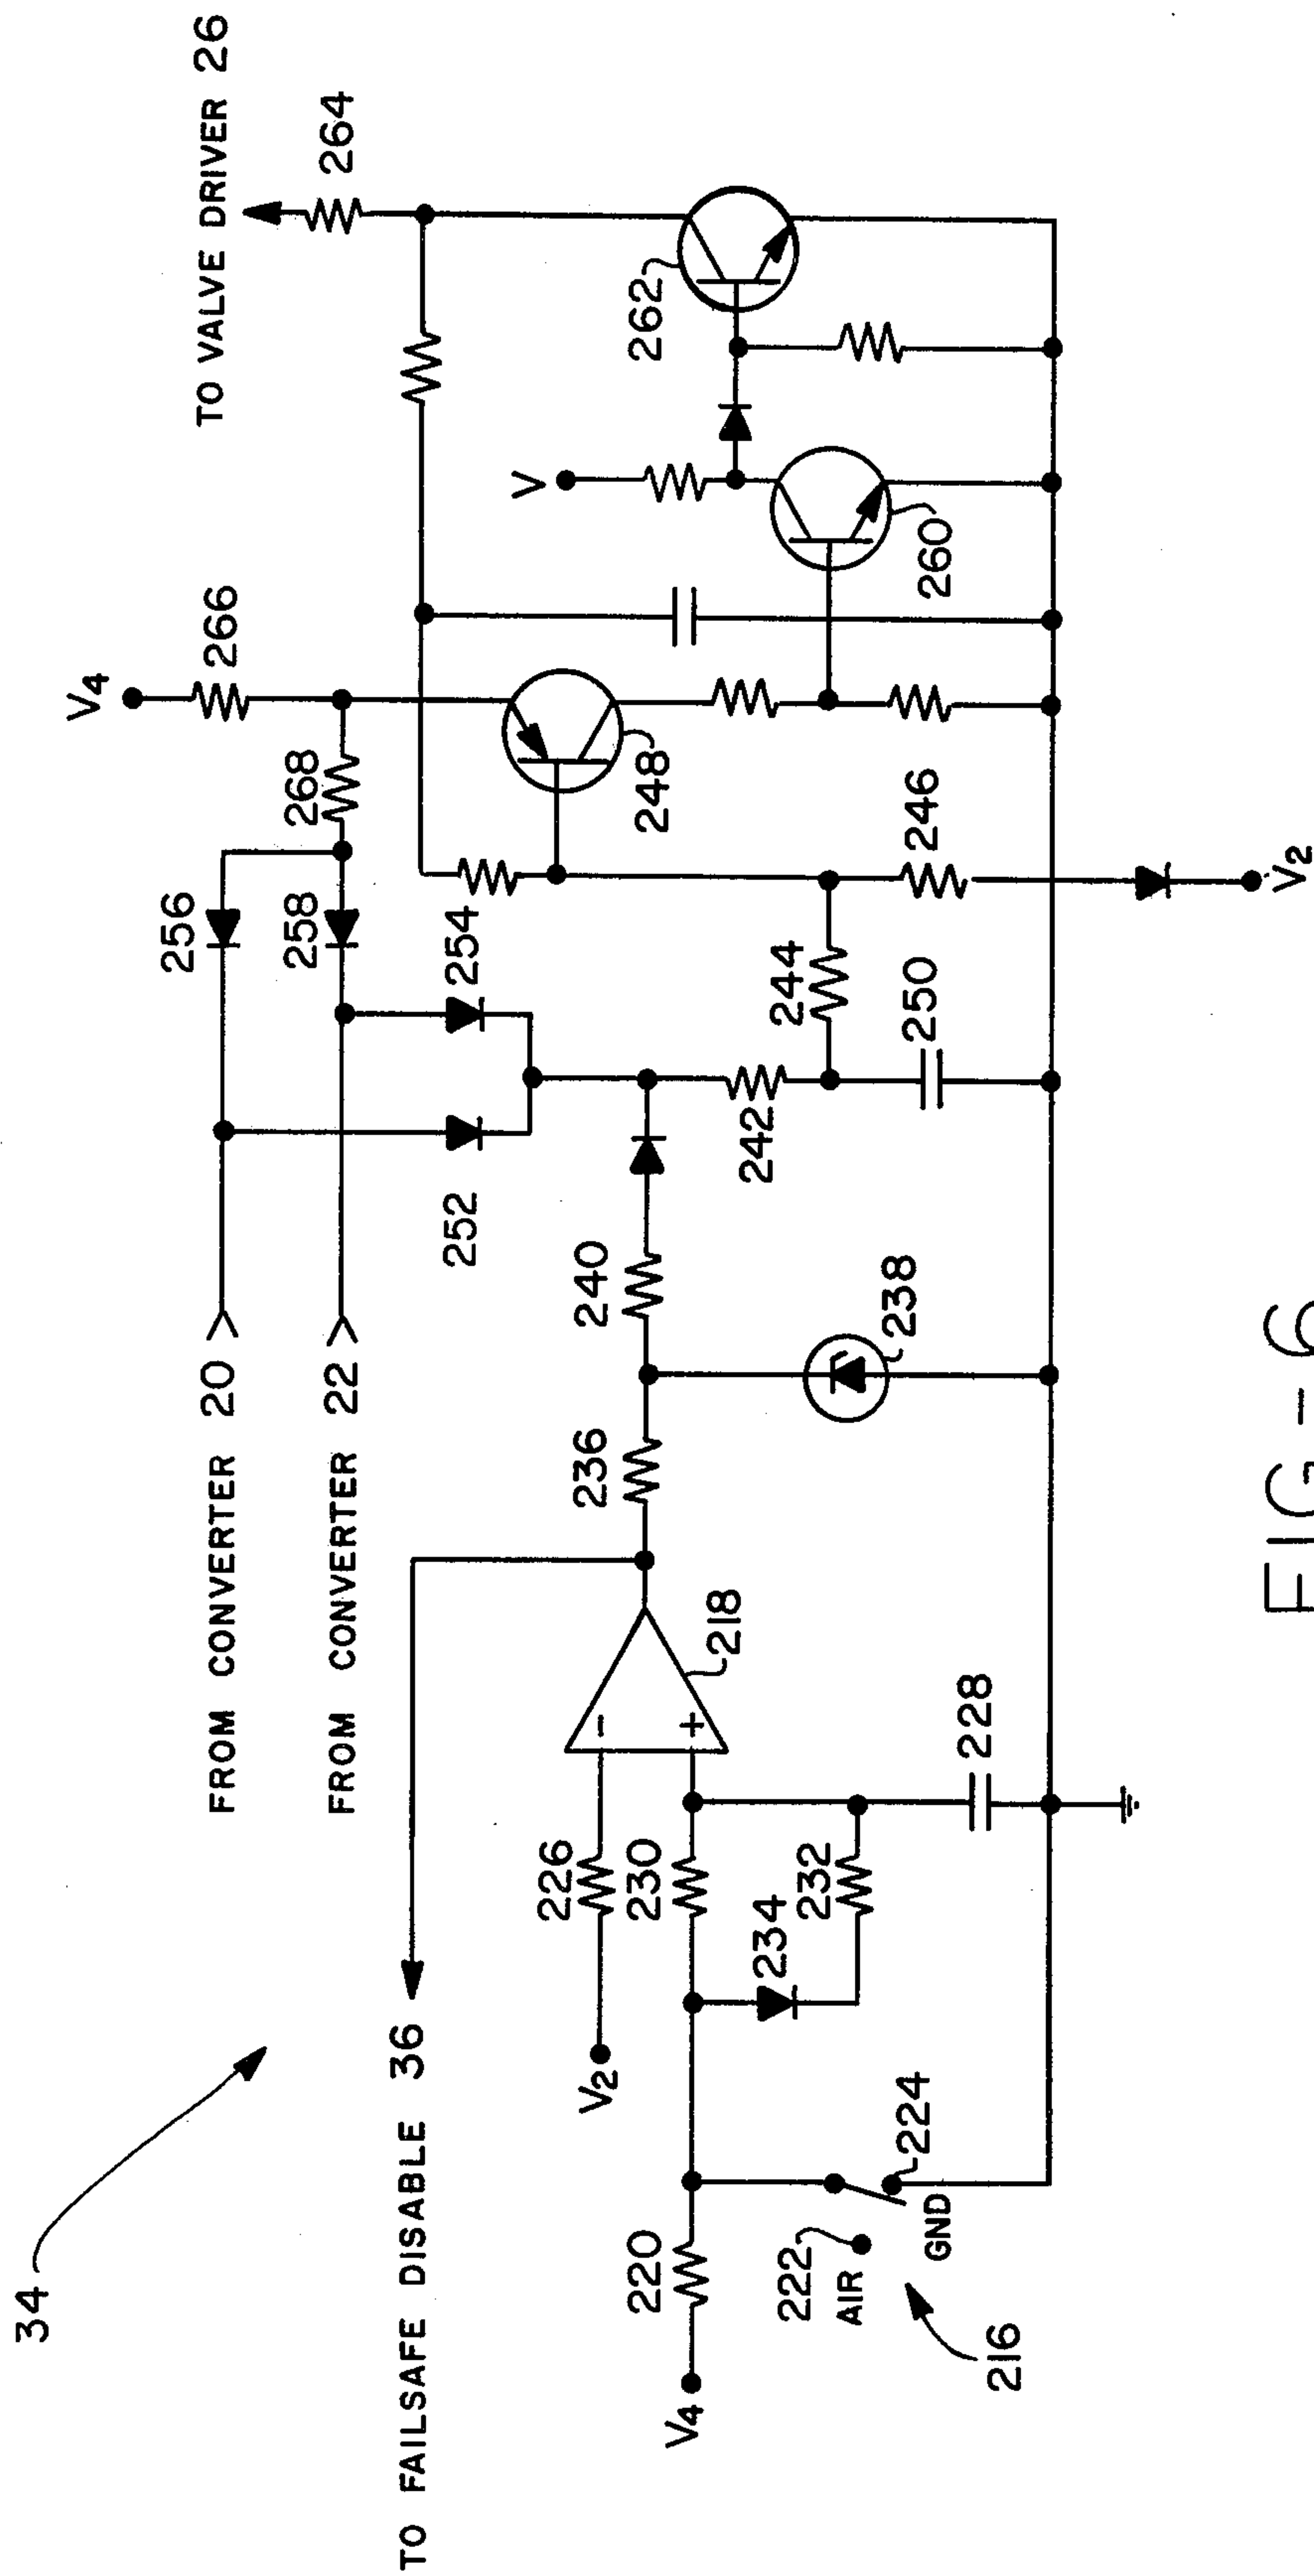 34
TO VALVE DRIVER 26
264
V4
266
268
256
258
FROM CONVERTER 20
FROM CONVERTER 22
254
252
V
262
260
248
TO FAILSAFE DISABLE 36
V2
226
-
+
218
236
240
242
244
246
250
238
V4
220
230
234
232
228
222
AIR
GND
224
216
V2
FIG-6